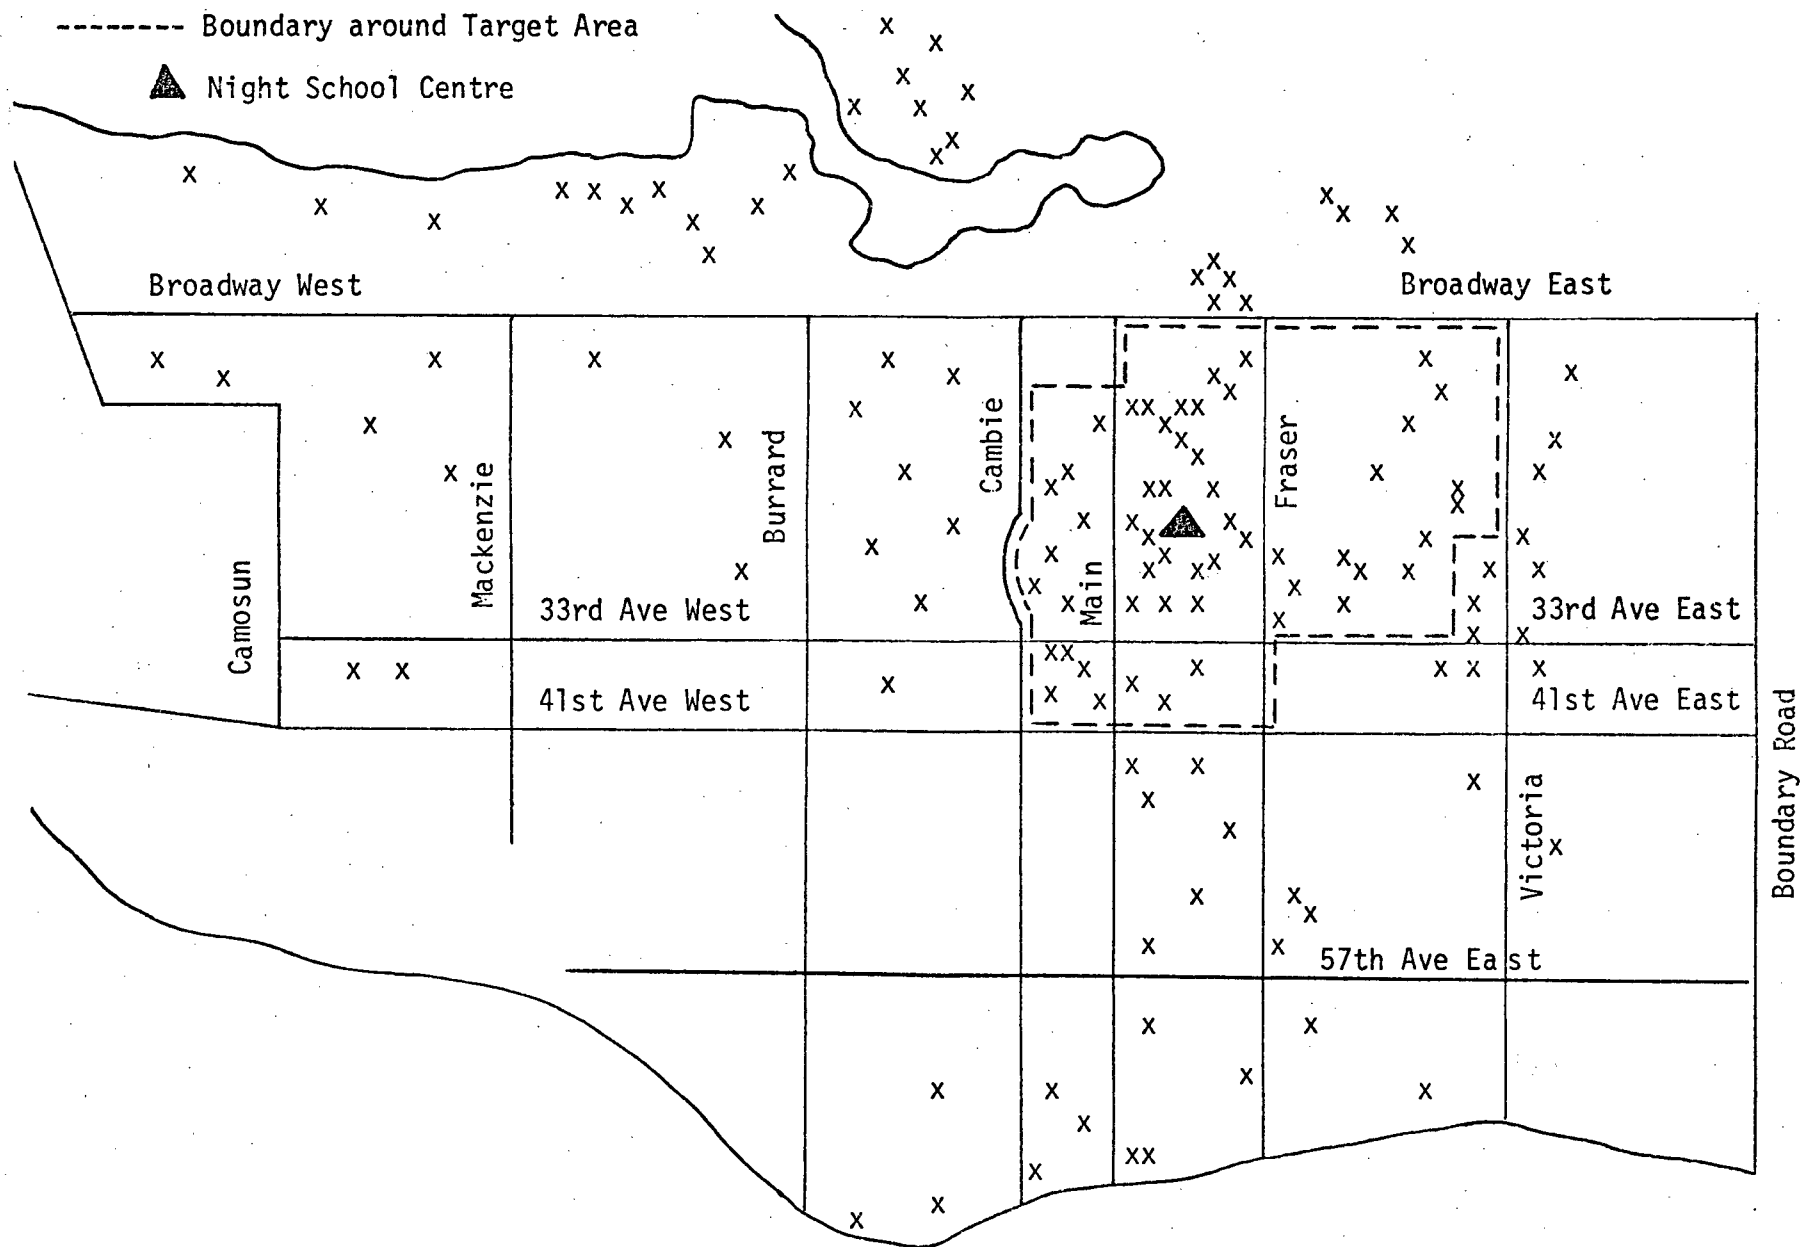 Boundary around Target Area
Night School Centre
Broadway West
Broadway East
Camosun
Mackenzie
Burrard
Cambie
Main
Fraser
33rd Ave West
33rd Ave East
41st Ave West
41st Ave East
Victoria
Boundary Road
57th Ave East